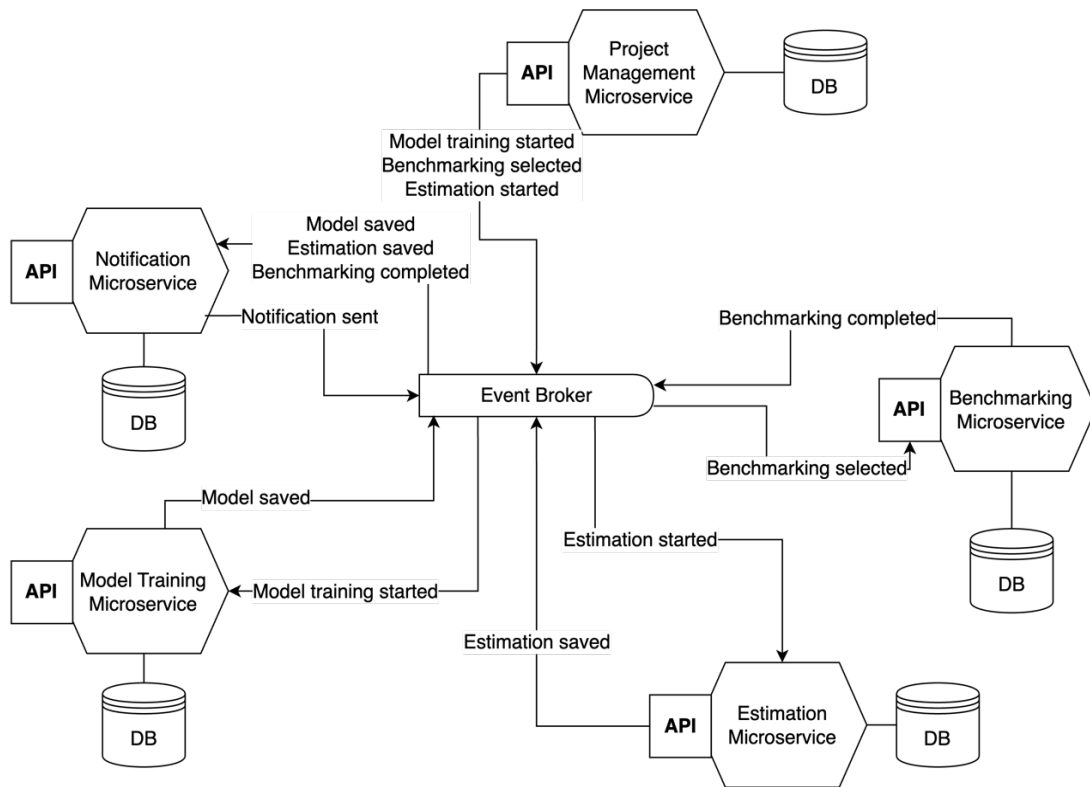 API
Project
Management
Microservice
DB
Model training started
Benchmarking selected
Estimation started
Model saved
Estimation saved
Benchmarking completed
API
Notification
Microservice
Notification sent
DB
Event Broker
Benchmarking completed
API
Benchmarking
Microservice
Benchmarking selected
DB
Model saved
API
Model Training
Microservice
Model training started
DB
Estimation started
Estimation saved
API
Estimation
Microservice
DB